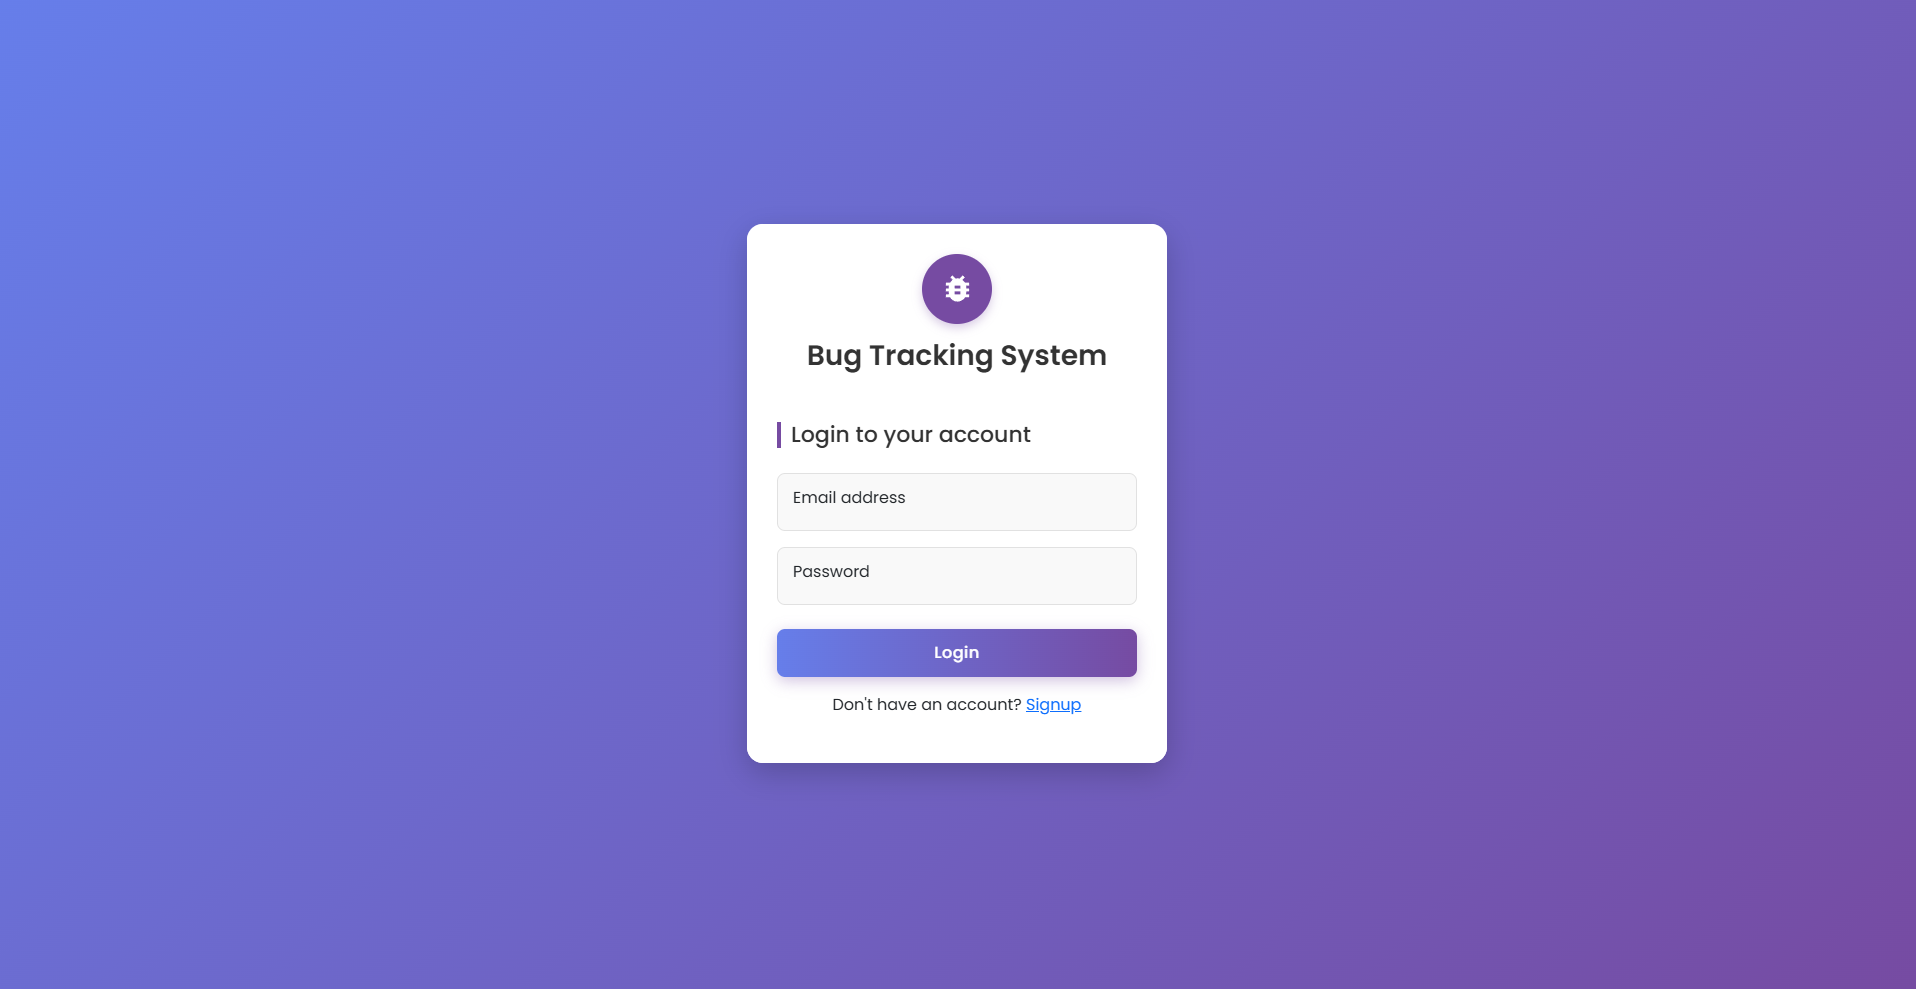 Bug Tracking System
Login to your account
Email address
Password
Login
Don't have an account? Signup